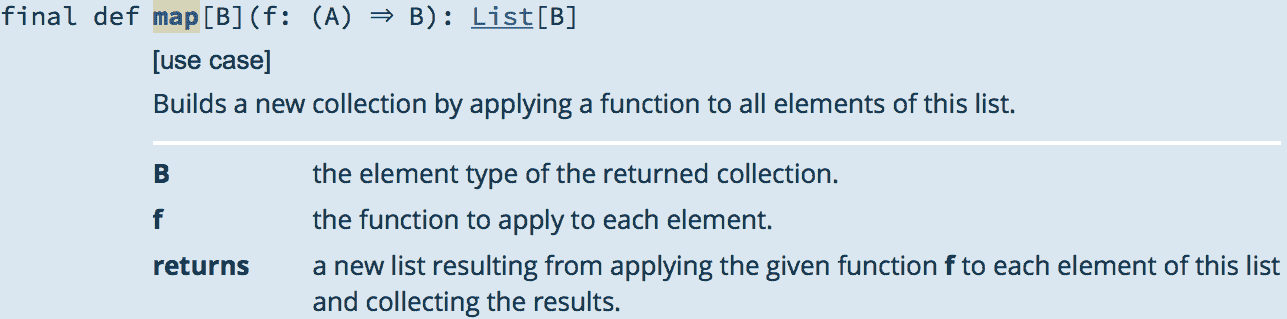 final def map[B](f: (A) ⇒ B): List[B]
[use case]
Builds a new collection by applying a function to all elements of this list.
B the element type of the returned collection.
f the function to apply to each element.
returns a new list resulting from applying the given function f to each element of this list
and collecting the results.